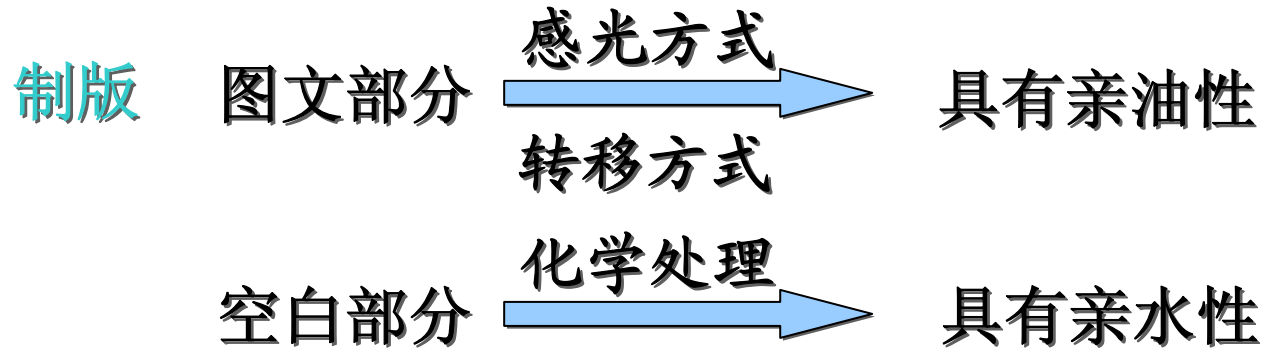 感光方式
制版 图文部分 具有亲油性
转移方式
化学处理
空白部分 具有亲水性